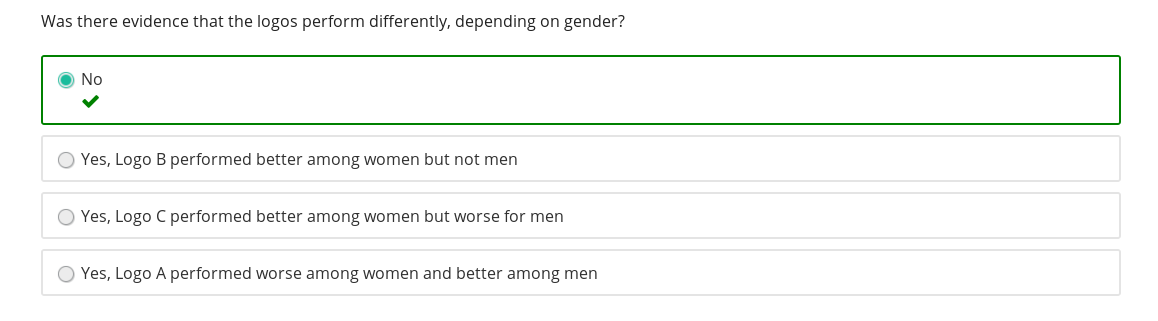 Was there evidence that the logos perform differently, depending on gender?
No
Yes, Logo B performed better among women but not men
Yes, Logo C performed better among women but worse for men
Yes, Logo A performed worse among women and better among men